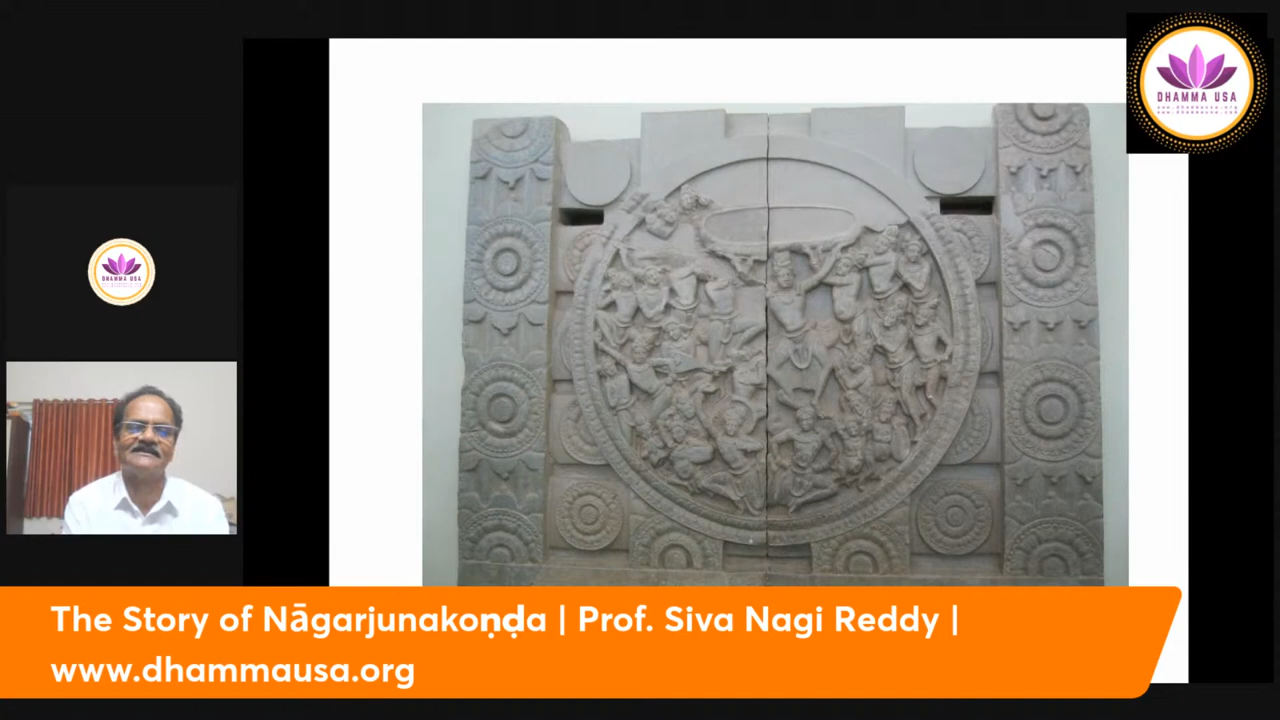 DHAMMA USA
The Story of Nāgarjunakoṇḍa | Prof. Siva Nagi Reddy |
www.dhammausa.org
DHAMMA USA